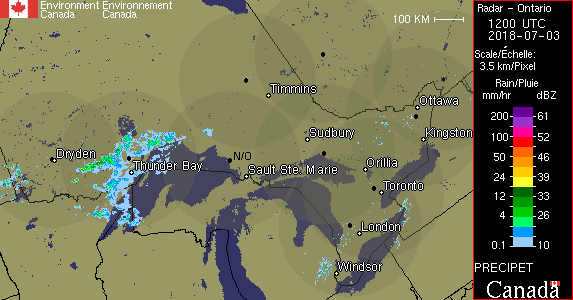 Environment Environnement
Canada Canada
100 KM
Timmins
Ottawa
Sudbury
Kingston
Dryden
N/O
Thunder Bay
Sault Ste. Marie
Orillia
Toronto
London
Windsor
Radar - Ontario
1200 UTC
2018-07-03
Scale/Échelle:
3.5 km/Pixel
Rain/Pluie
mm/hr dBZ
200 61
100 56
50 46
24 39
12 33
4 26
0.1 10
PRECIPET
Canada